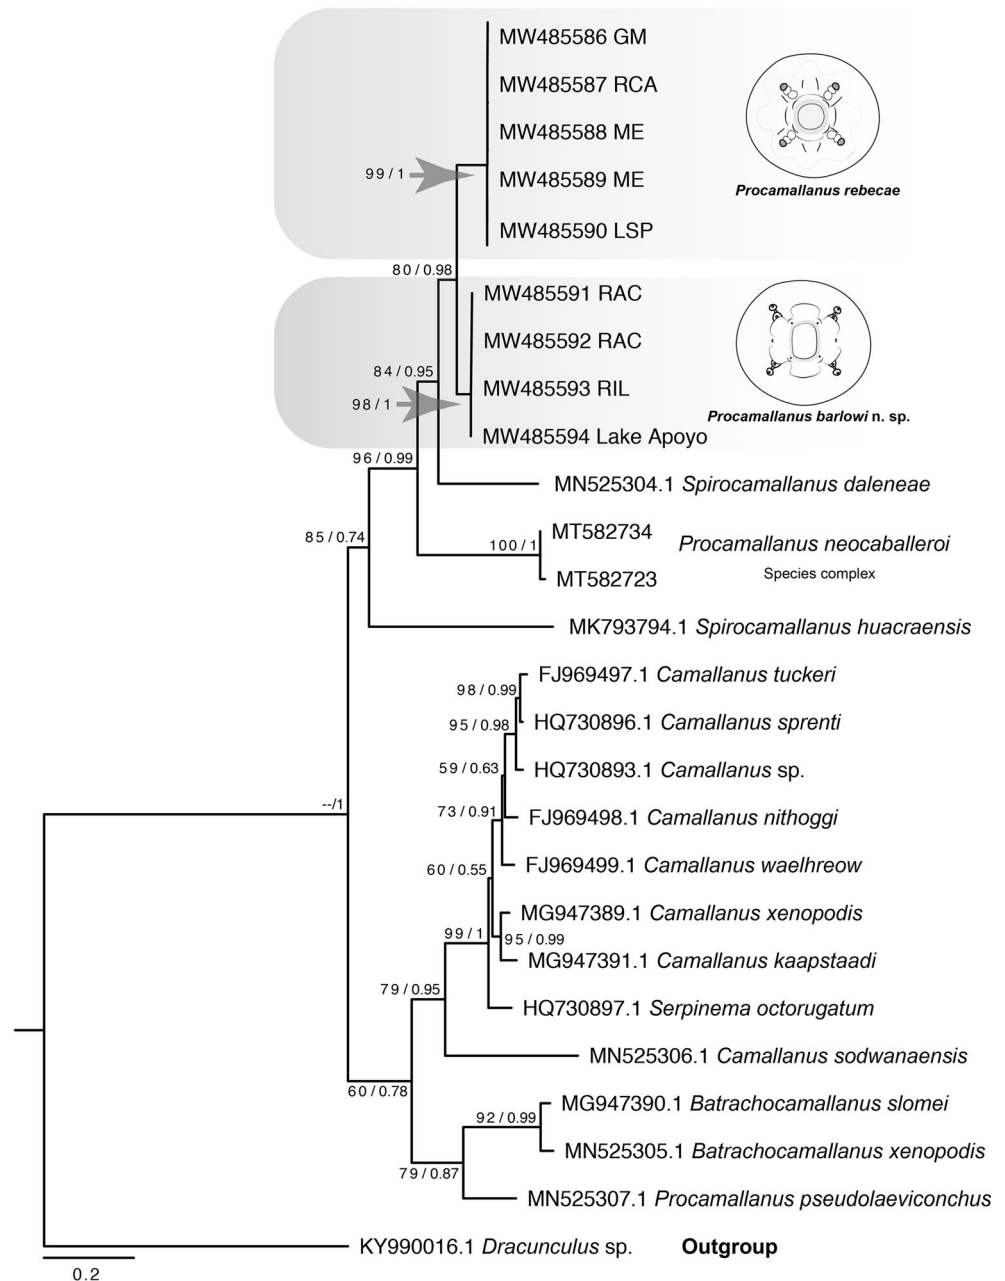 MW485586 GM
MW485587 RCA
MW485588 ME
99 / 1
MW485589 ME
Procamallanus rebecae
MW485590 LSP
80 / 0.98
MW485591 RAC
MW485592 RAC
84 / 0.95
MW485593 RIL
98 / 1
Procamallanus barlowi n. sp.
MW485594 Lake Apoyo
96 / 0.99
MN525304.1 Spirocamallanus daleneae
85 / 0.74
MT582734
100 / 1
Procamallanus neocaballeroi
Species complex
MT582723
MK793794.1 Spirocamallanus huacraensis
FJ969497.1 Camallanus tuckeri
98 / 0.99
95 / 0.98
HQ730896.1 Camallanus sprenti
59 / 0.63
HQ730893.1 Camallanus sp.
--/1
73 / 0.91
FJ969498.1 Camallanus nithoggi
60 / 0.55
FJ969499.1 Camallanus waelhreow
MG947389.1 Camallanus xenopodis
99 / 1
95 / 0.99
MG947391.1 Camallanus kaapstaadi
79 / 0.95
HQ730897.1 Serpinema octorugatum
MN525306.1 Camallanus sodwanaensis
60 / 0.78
MG947390.1 Batrachocamallanus slomei
92 / 0.99
MN525305.1 Batrachocamallanus xenopodis
79 / 0.87
MN525307.1 Procamallanus pseudolaeviconchus
KY990016.1 Dracunculus sp. Outgroup
0.2